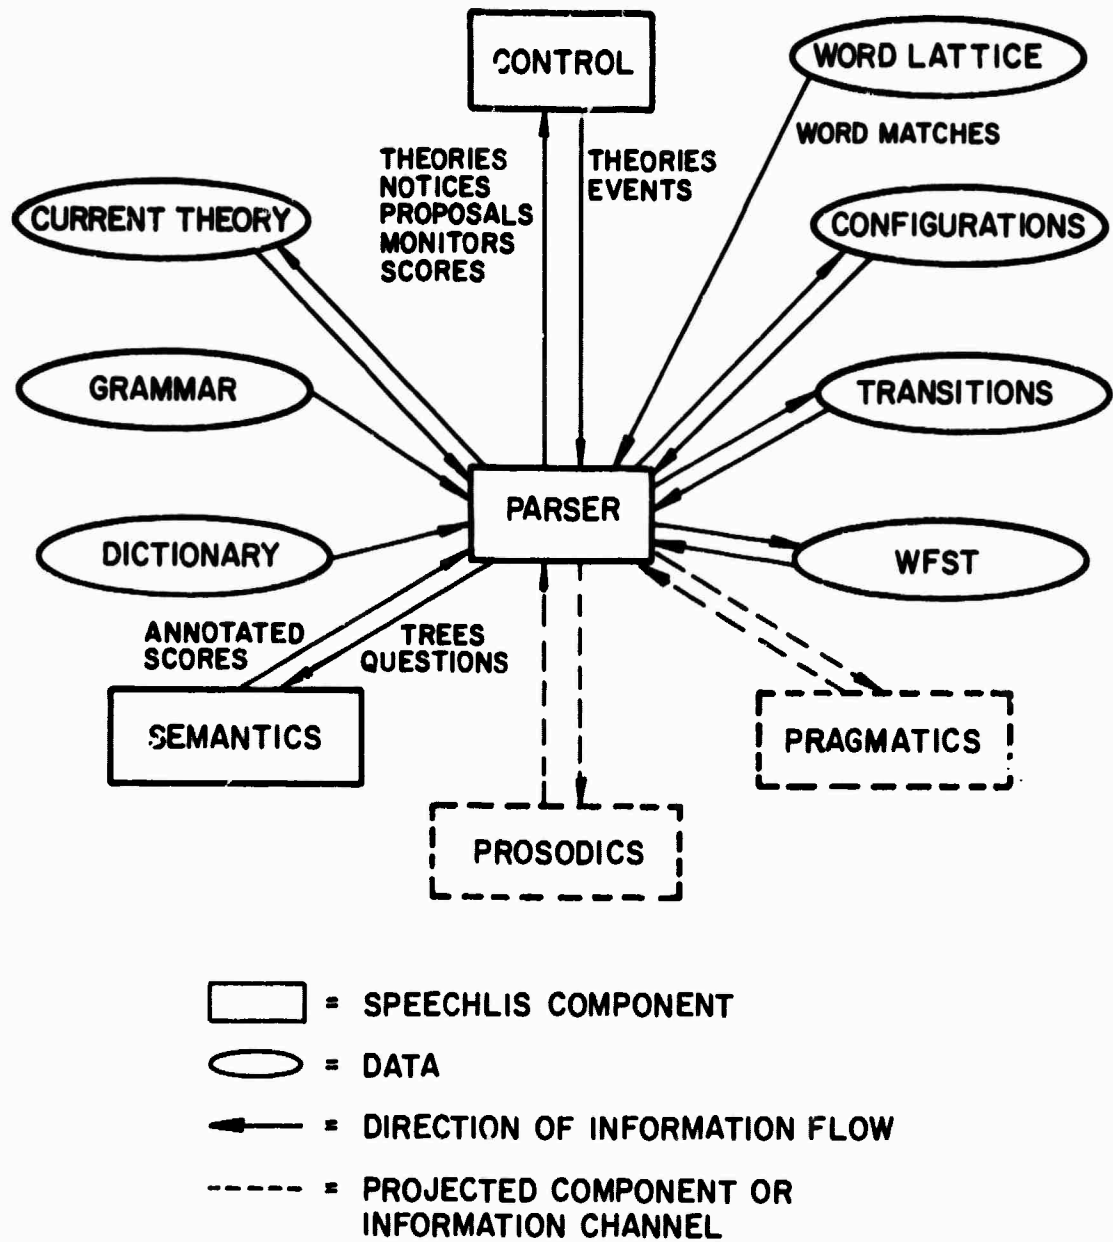 CONTROL
WORD LATTICE
WORD MATCHES
THEORIES
NOTICES
PROPOSALS
MONITORS
SCORES
THEORIES
EVENTS
CURRENT THEORY
CONFIGURATIONS
GRAMMAR
TRANSITIONS
PARSER
DICTIONARY
WFST
ANNOTATED
SCORES
TREES
QUESTIONS
SEMANTICS
PRAGMATICS
PROSODICS
= SPEECHLIS COMPONENT
= DATA
= DIRECTION OF INFORMATION FLOW
= PROJECTED COMPONENT OR
INFORMATION CHANNEL